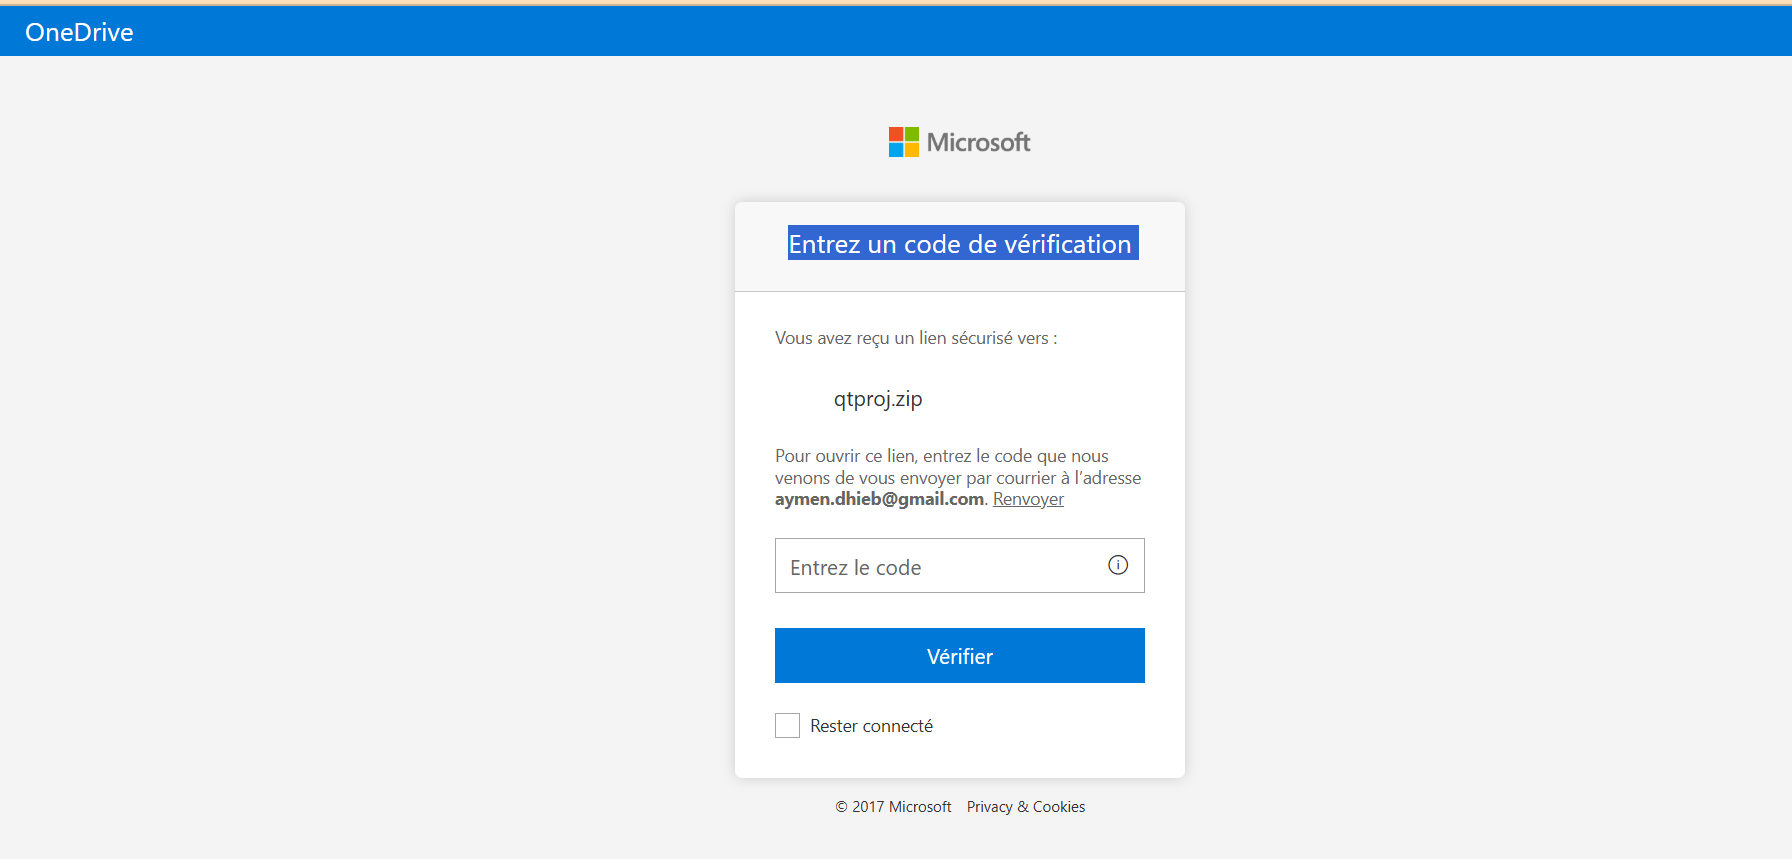 OneDrive
Microsoft
Entrez un code de vérification
Vous avez reçu un lien sécurisé vers :
qtproj.zip
Pour ouvrir ce lien, entrez le code que nous
venons de vous envoyer par courrier à l’adresse
aymen.dhieb@gmail.com. Renvoyer
Entrez le code
Vérifier
Rester connecté
© 2017 Microsoft Privacy & Cookies